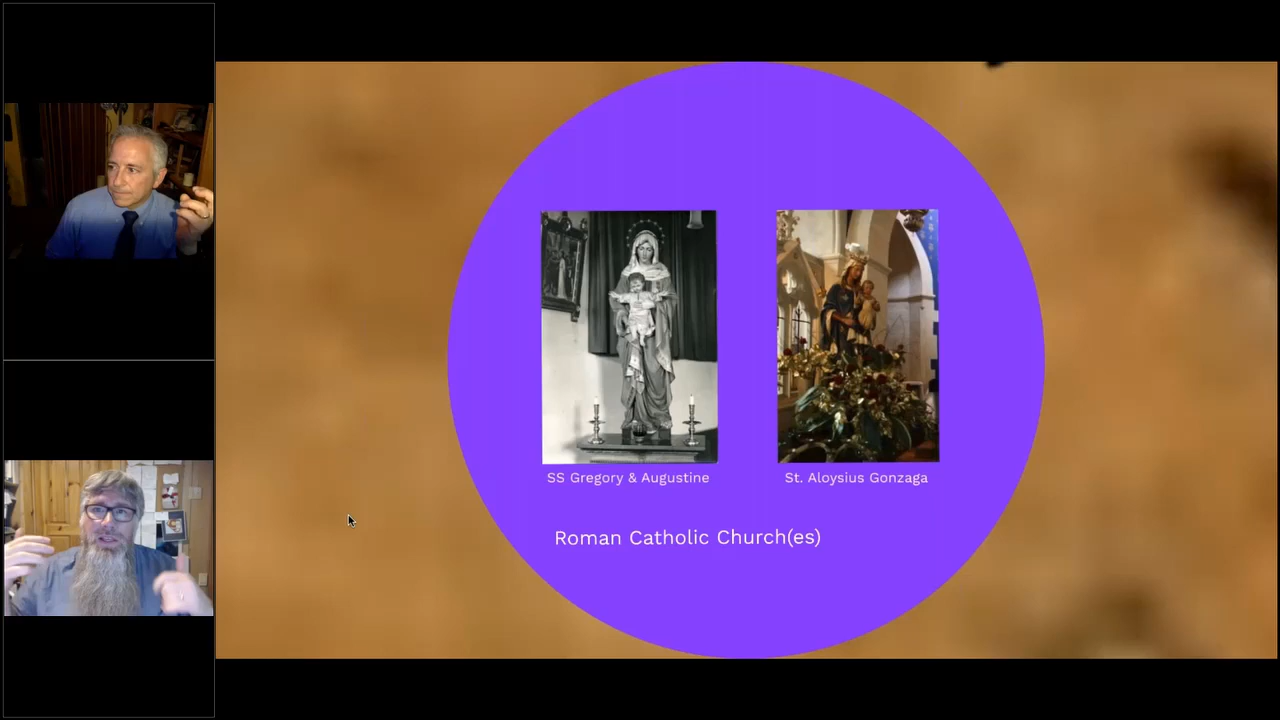 SS Gregory & Augustine
St. Aloysius Gonzaga
Roman Catholic Church(es)